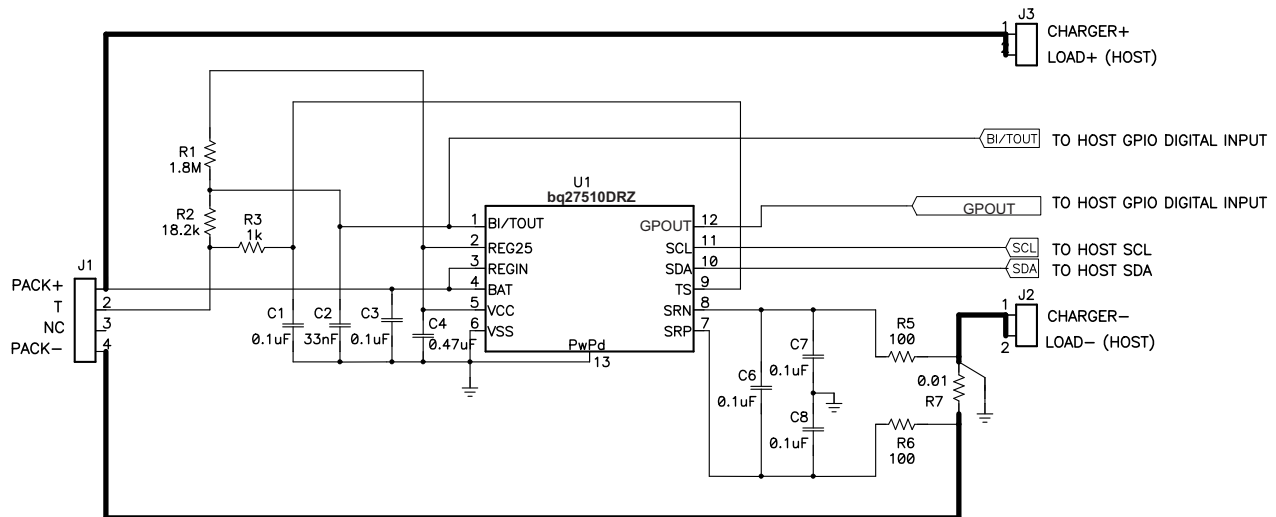 J3
1
CHARGER+
LOAD+ (HOST)
BI/TOUT TO HOST GPIO DIGITAL INPUT
R1
1.8M
U1
bq27510DRZ
R2
18.2k
R3
1k
GPOUT TO HOST GPIO DIGITAL INPUT
1 BI/TOUT GPOUT 12
2 REG25 SCL 11
SCL TO HOST SCL
3 REGIN SDA 10
SDA TO HOST SDA
4 BAT TS 9
5 VCC SRN 8
6 VSS SRP 7
PwPd
13
J1
PACK+ 1
T 2
NC 3
PACK- 4
C1
0.1uF
C2
33nF
C3
0.1uF
C4
0.47uF
J2
1 CHARGER-
2 LOAD- (HOST)
R5
100
C7
0.1uF
C6
0.1uF
0.01
R7
C8
0.1uF
R6
100